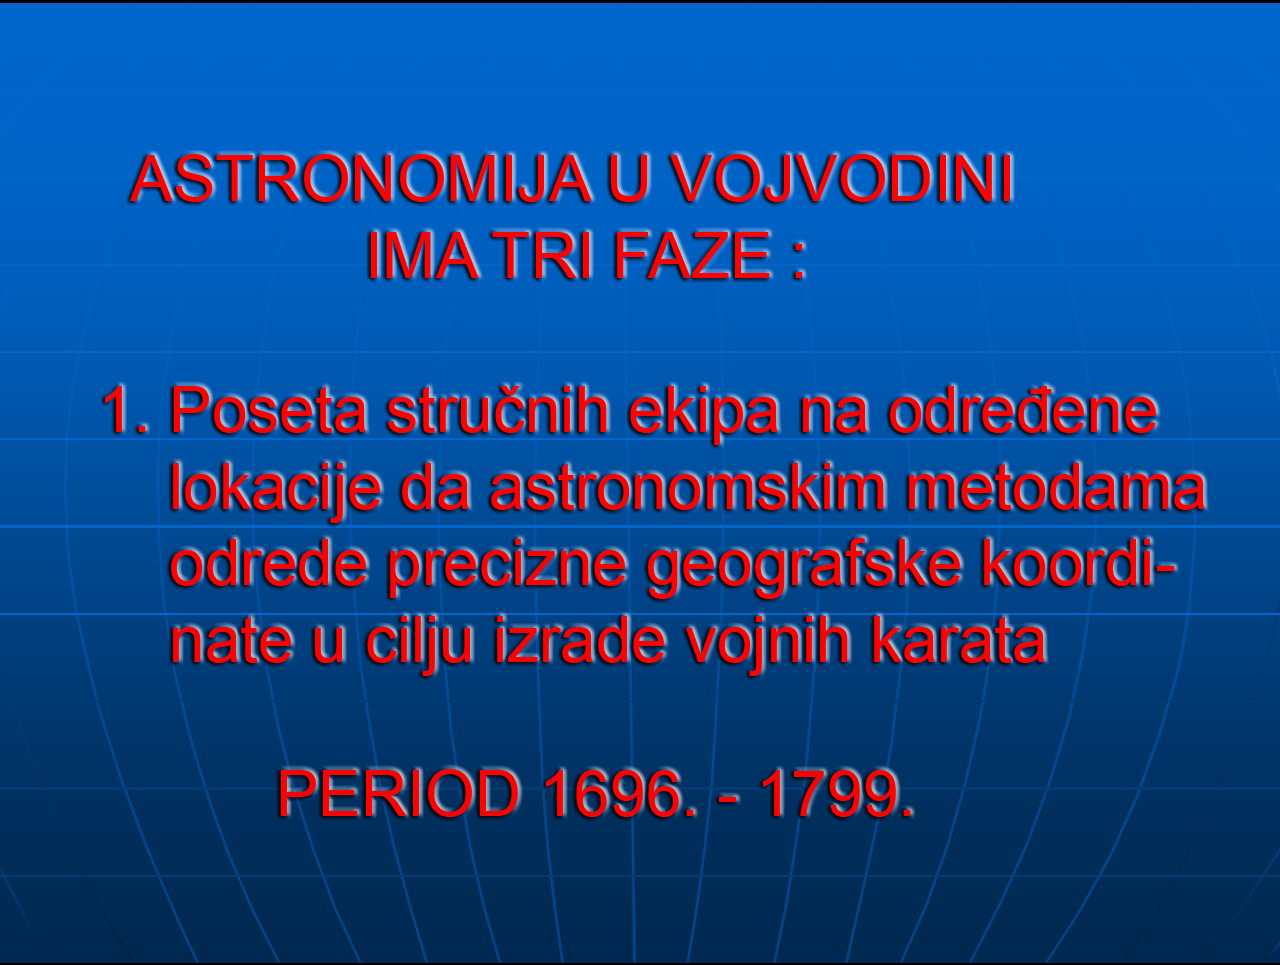 ASTRONOMIJA U VOJVODINI
IMA TRI FAZE :
1. Poseta stručnih ekipa na određene
lokacije da astronomskim metodama
odrede precizne geografske koordi-
nate u cilju izrade vojnih karata
PERIOD 1696. - 1799.